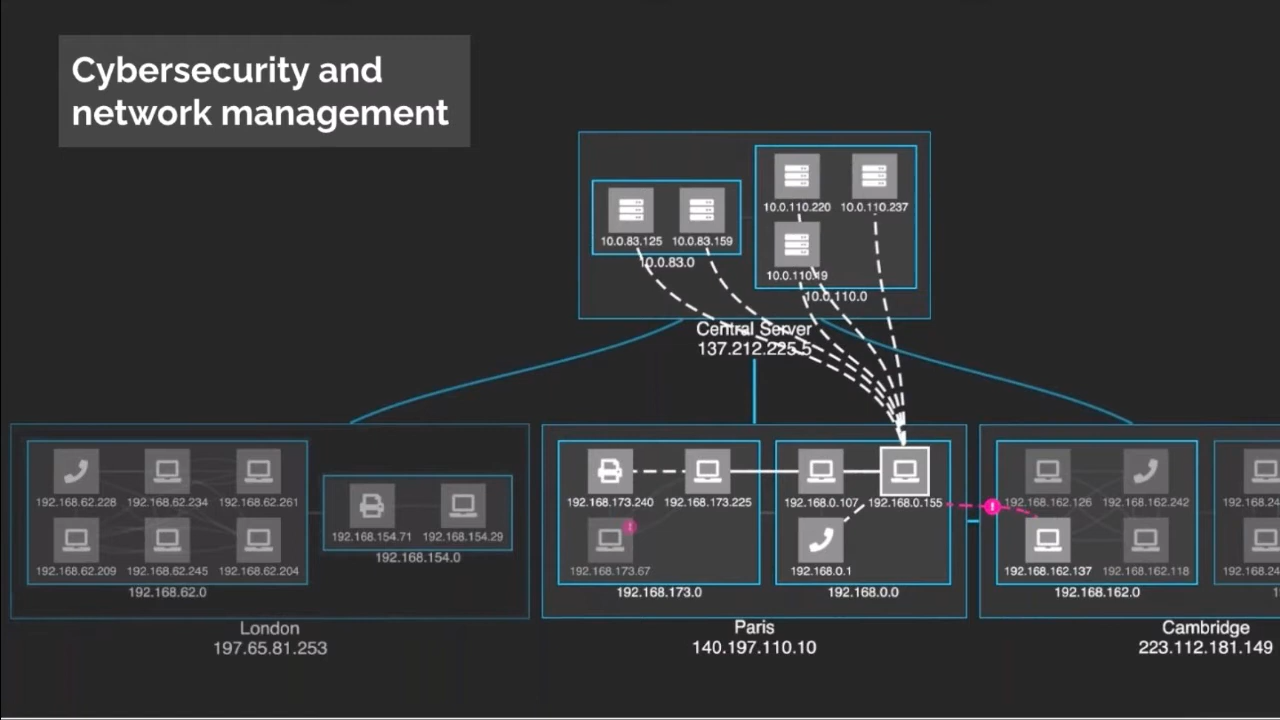 Cybersecurity and
network management
10.0.110.220 10.0.110.237
10.0.83.125 10.0.83.159
10.0.83.0
10.0.110.19
10.0.110.0
Central Server
137.212.225.5
192.168.62.228 192.168.62.234 192.168.62.261
192.168.62.209 192.168.62.245 192.168.62.204
192.168.62.0
192.168.154.71 192.168.154.29
192.168.154.0
London
197.65.81.253
192.168.173.240 192.168.173.225
192.168.173.67
192.168.173.0
192.168.0.107 192.168.0.155
192.168.0.1
192.168.0.0
Paris
140.197.110.10
192.168.162.126 192.168.162.242
192.168.162.137 192.168.162.118
192.168.162.0
Cambridge
223.112.181.149